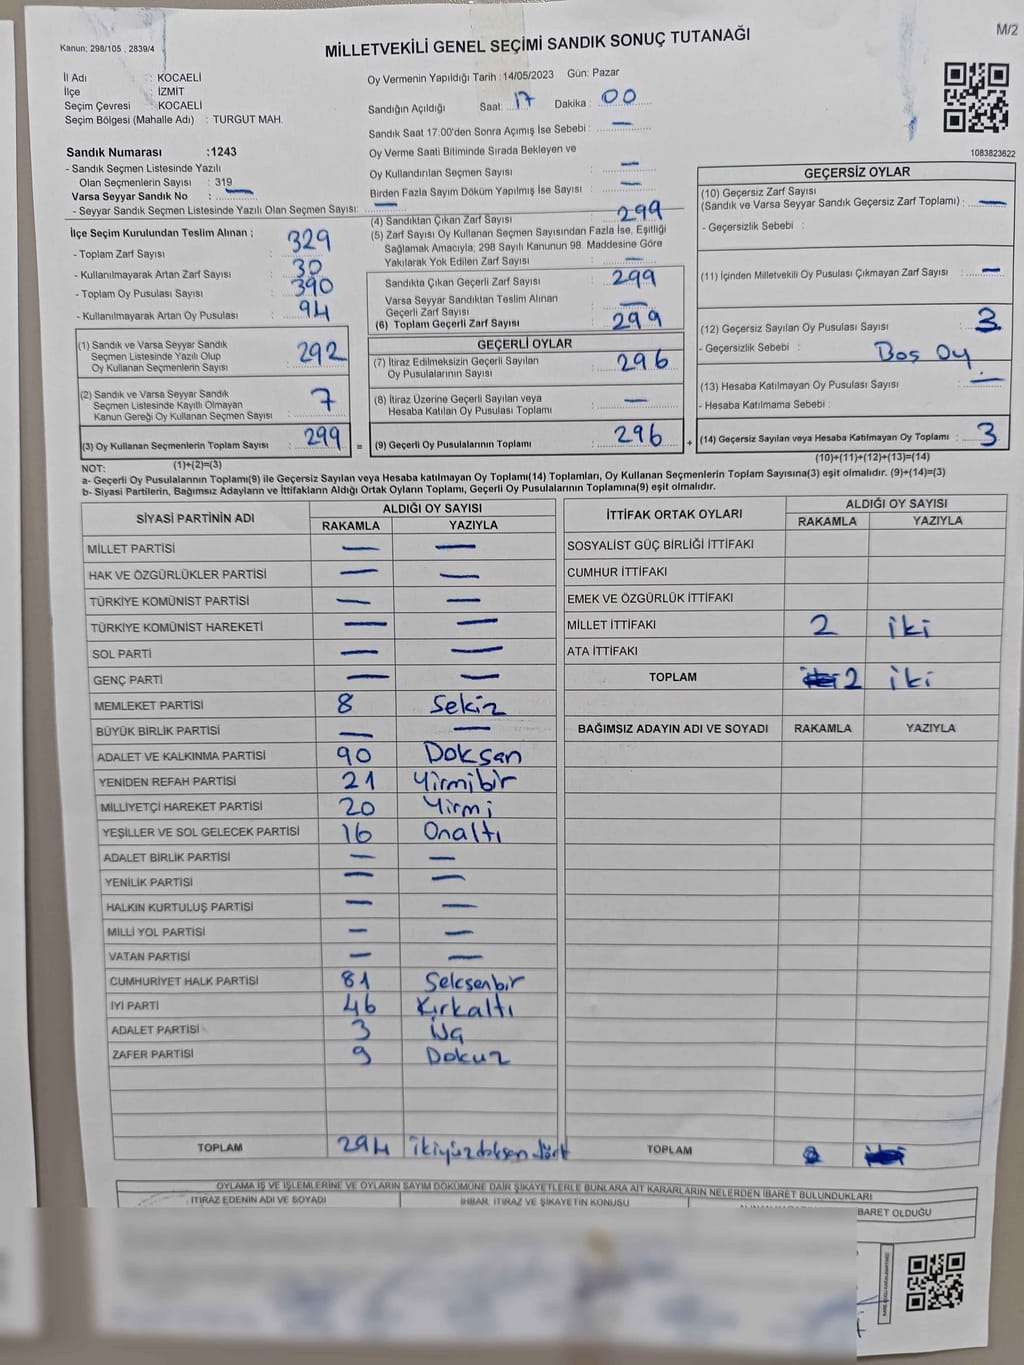 M/2
Kanun; 298/105 , 2839/4
MİLLETVEKİLİ GENEL SEÇİMİ SANDIK SONUÇ TUTANAĞI
İl Adı : KOCAELİ
İlçe : İZMİT
Seçim Çevresi : KOCAELİ
Seçim Bölgesi (Mahalle Adı) : TURGUT MAH.
Oy Vermenin Yapıldığı Tarih : 14/05/2023 Gün: Pazar
Sandığın Açıldığı Saat: 17 Dakika : 00
Sandık Saat 17.00'den Sonra Açımış İse Sebebi : —
Oy Verme Saati Bitiminde Sırada Bekleyen ve
Oy Kullandırılan Seçmen Sayısı : —
Birden Fazla Sayım Döküm Yapılmış İse Sayısı : —
1083823622
Sandık Numarası :1243
- Sandık Seçmen Listesinde Yazılı
Olan Seçmenlerin Sayısı : 319
Varsa Seyyar Sandık No : —
- Seyyar Sandık Seçmen Listesinde Yazılı Olan Seçmen Sayısı: —
İlçe Seçim Kurulundan Teslim Alınan ;
- Toplam Zarf Sayısı : 329
- Kullanılmayarak Artan Zarf Sayısı : 30
- Toplam Oy Pusulası Sayısı : 390
- Kullanılmayarak Artan Oy Pusulası : 94
(1) Sandık ve Varsa Seyyar Sandık
Seçmen Listesinde Yazılı Olup
Oy Kullanan Seçmenlerin Sayısı : 292
(2) Sandık ve Varsa Seyyar Sandık
Seçmen Listesinde Kayıtlı Olmayan
Kanun Gereği Oy Kullanan Seçmen Sayısı : 7
(3) Oy Kullanan Seçmenlerin Toplam Sayısı : 299
(1)+(2)=(3)
(4) Sandıktan Çıkan Zarf Sayısı : 299
(5) Zarf Sayısı Oy Kullanan Seçmen Sayısından Fazla İse, Eşitliği
Sağlamak Amacıyla; 298 Sayılı Kanunun 98. Maddesine Göre
Yakılarak Yok Edilen Zarf Sayısı : —
Sandıkta Çıkan Geçerli Zarf Sayısı : 299
Varsa Seyyar Sandıktan Teslim Alınan
Geçerli Zarf Sayısı : —
(6) Toplam Geçerli Zarf Sayısı : 299
GEÇERLİ OYLAR
(7) İtiraz Edilmeksizin Geçerli Sayılan
Oy Pusulalarının Sayısı : 296
(8) İtiraz Üzerine Geçerli Sayılan veya
Hesaba Katılan Oy Pusulası Toplamı : —
= (9) Geçerli Oy Pusulalarının Toplamı : 296
GEÇERSİZ OYLAR
(10) Geçersiz Zarf Sayısı
(Sandık ve Varsa Seyyar Sandık Geçersiz Zarf Toplamı) : —
- Geçersizlik Sebebi :
(11) İçinden Milletvekili Oy Pusulası Çıkmayan Zarf Sayısı : —
(12) Geçersiz Sayılan Oy Pusulası Sayısı : 3
- Geçersizlik Sebebi : Boş Oy
(13) Hesaba Katılmayan Oy Pusulası Sayısı : —
- Hesaba Katılmama Sebebi :
+ (14) Geçersiz Sayılan veya Hesaba Katılmayan Oy Toplamı : 3
(10)+(11)+(12)+(13)=(14)
NOT:
a- Geçerli Oy Pusulalarının Toplamı(9) ile Geçersiz Sayılan veya Hesaba katılmayan Oy Toplamı(14) Toplamları, Oy Kullanan Seçmenlerin Toplam Sayısına(3) eşit olmalıdır. (9)+(14)=(3)
b- Siyasi Partilerin, Bağımsız Adayların ve İttifakların Aldığı Ortak Oyların Toplamı, Geçerli Oy Pusulalarının Toplamına(9) eşit olmalıdır.
SİYASİ PARTİNİN ADI ALDIĞI OY SAYISI
RAKAMLA YAZIYLA
MİLLET PARTİSİ — —
HAK VE ÖZGÜRLÜKLER PARTİSİ — —
TÜRKİYE KOMÜNİST PARTİSİ — —
TÜRKİYE KOMÜNİST HAREKETİ — —
SOL PARTİ — —
GENÇ PARTİ — —
MEMLEKET PARTİSİ 8 Sekiz
BÜYÜK BİRLİK PARTİSİ — —
ADALET VE KALKINMA PARTİSİ 90 Doksan
YENİDEN REFAH PARTİSİ 21 Yirmibir
MİLLİYETÇİ HAREKET PARTİSİ 20 Yirmi
YEŞİLLER VE SOL GELECEK PARTİSİ 16 Onaltı
ADALET BİRLİK PARTİSİ — —
YENİLİK PARTİSİ — —
HALKIN KURTULUŞ PARTİSİ — —
MİLLİ YOL PARTİSİ — —
VATAN PARTİSİ — —
CUMHURİYET HALK PARTİSİ 81 Seksenbir
İYİ PARTİ 46 Kırkaltı
ADALET PARTİSİ 3 Üç
ZAFER PARTİSİ 9 Dokuz
TOPLAM 294 ikiyüzdoksan dört
İTTİFAK ORTAK OYLARI ALDIĞI OY SAYISI
RAKAMLA YAZIYLA
SOSYALİST GÜÇ BİRLİĞİ İTTİFAKI
CUMHUR İTTİFAKI
EMEK VE ÖZGÜRLÜK İTTİFAKI
MİLLET İTTİFAKI 2 iki
ATA İTTİFAKI
TOPLAM 2 iki
BAĞIMSIZ ADAYIN ADI VE SOYADI RAKAMLA YAZIYLA
TOPLAM
OYLAMA İŞ VE İŞLEMLERİNE VE OYLARIN SAYIM DÖKÜMÜNE DAİR ŞİKAYETLERLE BUNLARA AİT KARARLARIN NELERDEN İBARET BULUNDUKLARI
İTİRAZ EDENİN ADI VE SOYADI İHBAR, İTİRAZ VE ŞİKAYETİN KONUSU
BARET OLDUĞU